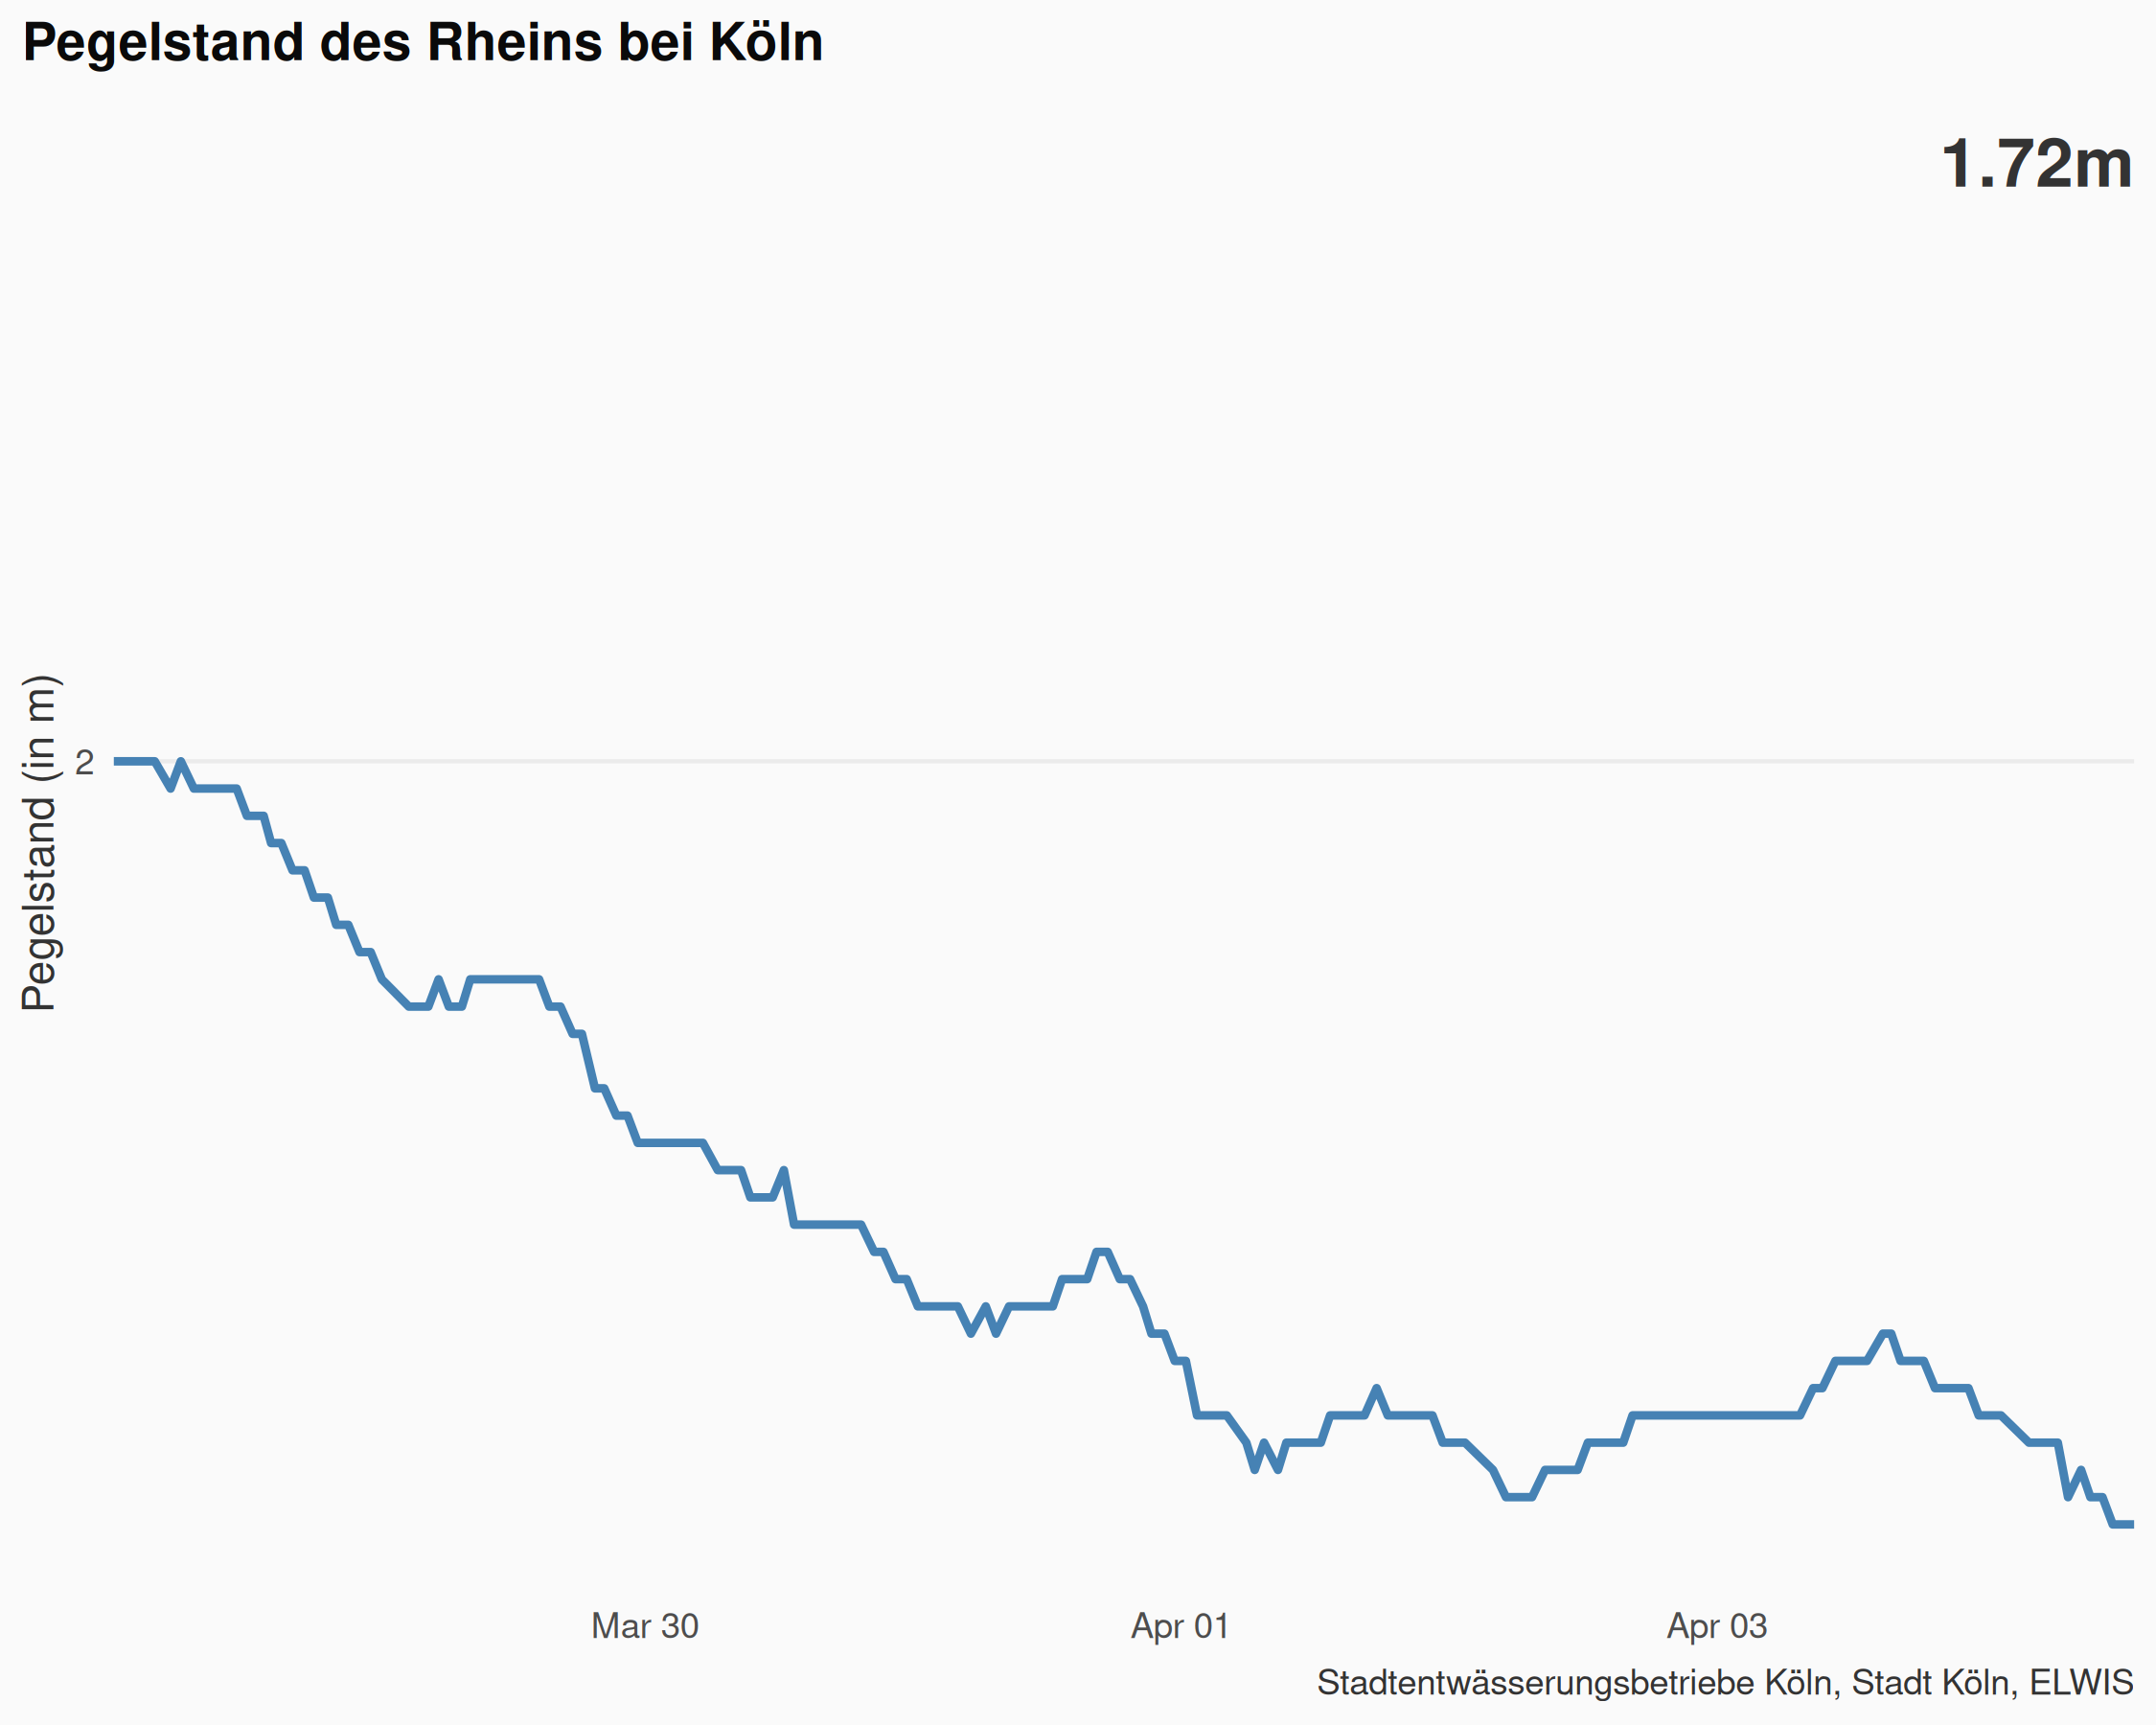 Pegelstand des Rheins bei Köln
1.72m
Pegelstand (in m)
2
Mar 30
Apr 01
Apr 03
Stadtentwässerungsbetriebe Köln, Stadt Köln, ELWIS